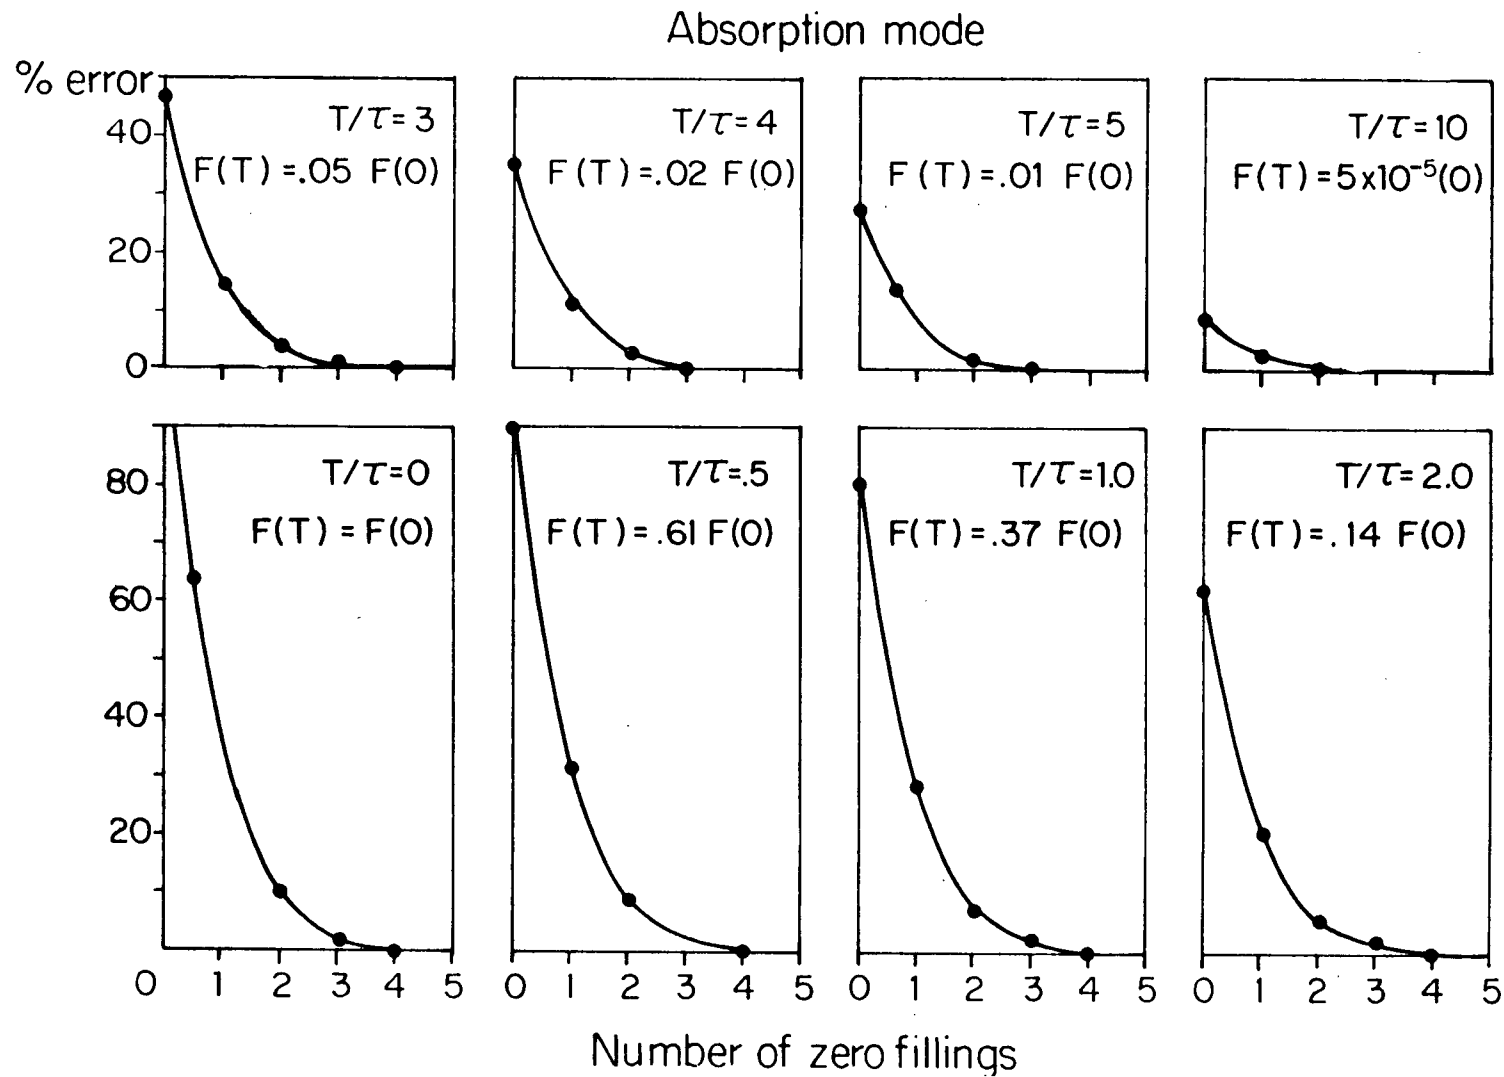 Absorption mode
% error
40
20
0
T/τ= 3
F(T) =.05 F(0)
T/τ=4
F(T) =.02 F(0)
T/τ= 5
F(T) =.01 F(0)
T/τ= 10
F(T) = 5x10⁻⁵(0)
80
60
40
20
T/τ=0
F(T) = F(0)
T/τ=.5
F(T) =.61 F(0)
T/τ=1.0
F(T) =.37 F(0)
T/τ= 2.0
F(T) =.14 F(0)
0 1 2 3 4 5
0 1 2 3 4 5
0 1 2 3 4 5
0 1 2 3 4 5
Number of zero fillings